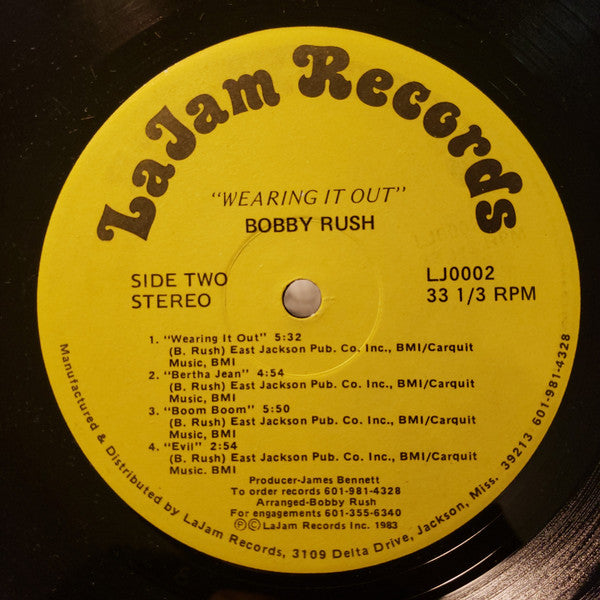 LaJam Records
"WEARING IT OUT"
BOBBY RUSH
SIDE TWO
STEREO
LJ0002
33 1/3 RPM
1. "Wearing It Out" 5:32
(B. Rush) East Jackson Pub. Co. Inc., BMI/Carquit
Music, BMI
2. "Bertha Jean" 4:54
(B. Rush) East Jackson Pub. Co. Inc., BMI/Carquit
Music, BMI
3. "Boom Boom" 5:50
(B. Rush) East Jackson Pub. Co. Inc., BMI/Carquit
Music, BMI
4. "Evil" 2:54
(B. Rush) East Jackson Pub. Co. Inc., BMI/Carquit
Music. BMI
Producer-James Bennett
To order records 601-981-4328
Arranged-Bobby Rush
For engagements 601-355-6340
ⓅⒸLaJam Records Inc. 1983
Manufactured & Distributed by LaJam Records, 3109 Delta Drive, Jackson, Miss. 39213 601-981-4328